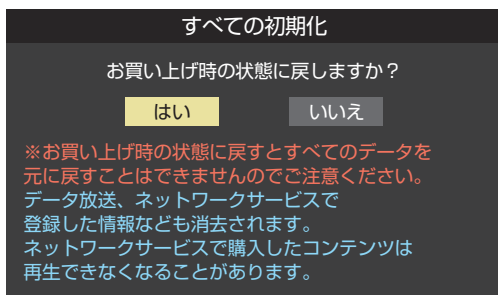 すべての初期化
お買い上げ時の状態に戻しますか？
はい いいえ
※お買い上げ時の状態に戻すとすべてのデータを
元に戻すことはできませんのでご注意ください。
データ放送、ネットワークサービスで
登録した情報なども消去されます。
ネットワークサービスで購入したコンテンツは
再生できなくなることがあります。